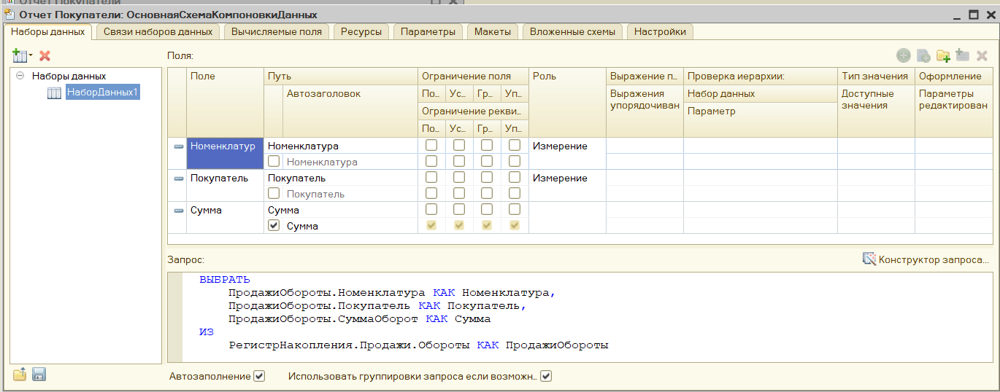 Отчет Покупатели
Отчет Покупатели: ОсновнаяСхемаКомпоновкиДанных
Наборы данных Связи наборов данных Вычисляемые поля Ресурсы Параметры Макеты Вложенные схемы Настройки
Поля:
Наборы данных
НаборДанных1
Поле Путь Ограничение поля Роль Выражение п... Проверка иерархии: Тип значения Оформление
Автозаголовок По... Ус... Гр... Уп... Выражения упорядочиван Набор данных Доступные значения Параметры редактирован
Ограничение рекви... Параметр
По... Ус... Гр... Уп...
Номенклатур Номенклатура Измерение
Номенклатура
Покупатель Покупатель Измерение
Покупатель
Сумма Сумма
Сумма
Запрос: Конструктор запроса...
ВЫБРАТЬ
ПродажиОбороты.Номенклатура КАК Номенклатура,
ПродажиОбороты.Покупатель КАК Покупатель,
ПродажиОбороты.СуммаОборот КАК Сумма
ИЗ
РегистрНакопления.Продажи.Обороты КАК ПродажиОбороты
Автозаполнение Использовать группировки запроса если возможн...